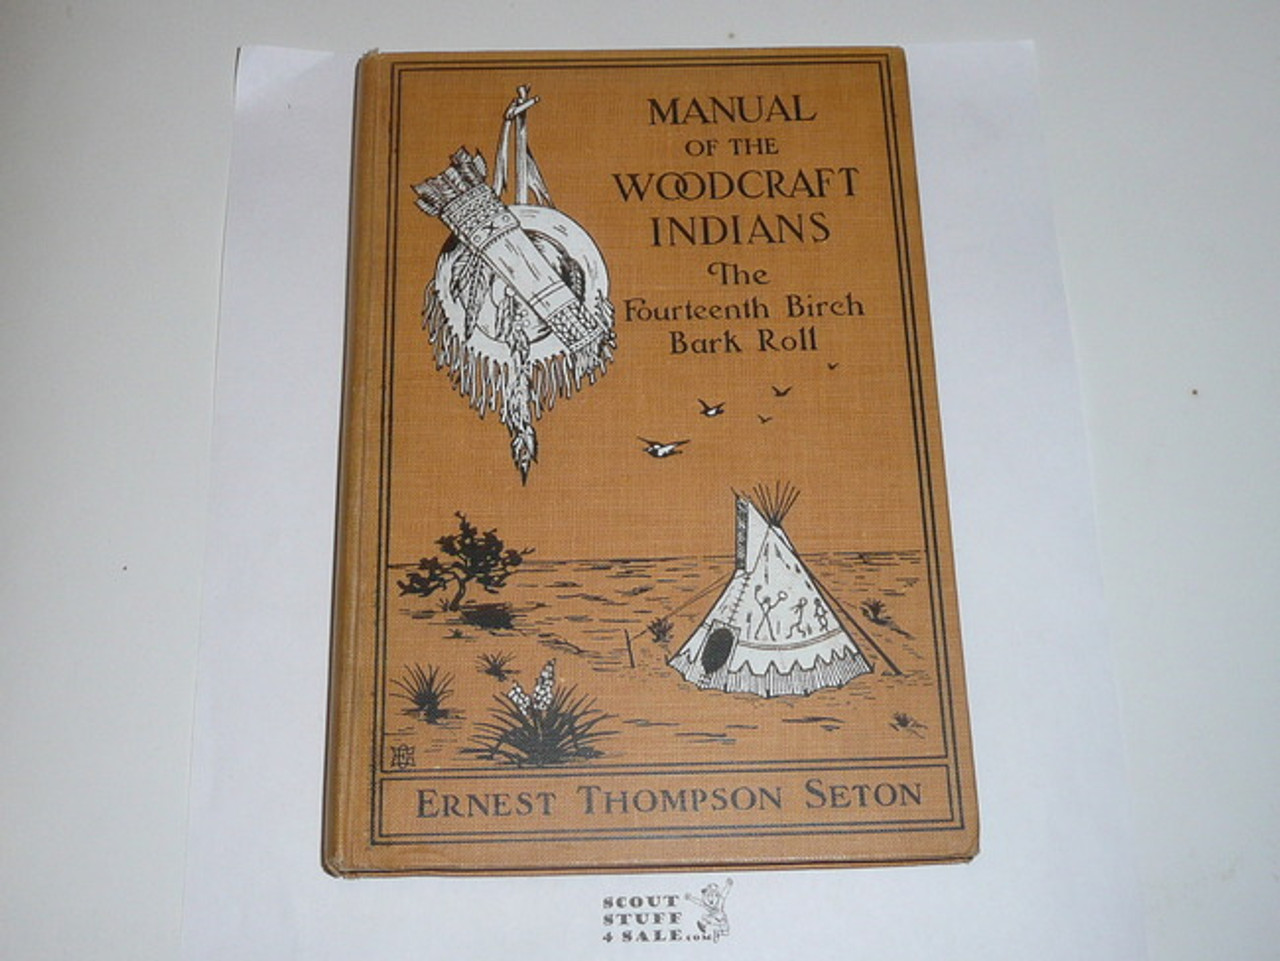 MANUAL
OF THE
WOODCRAFT
INDIANS
The
Fourteenth Birch
Bark Roll
ERNEST THOMPSON SETON
SCOUT
STUFF
4 SALE.com